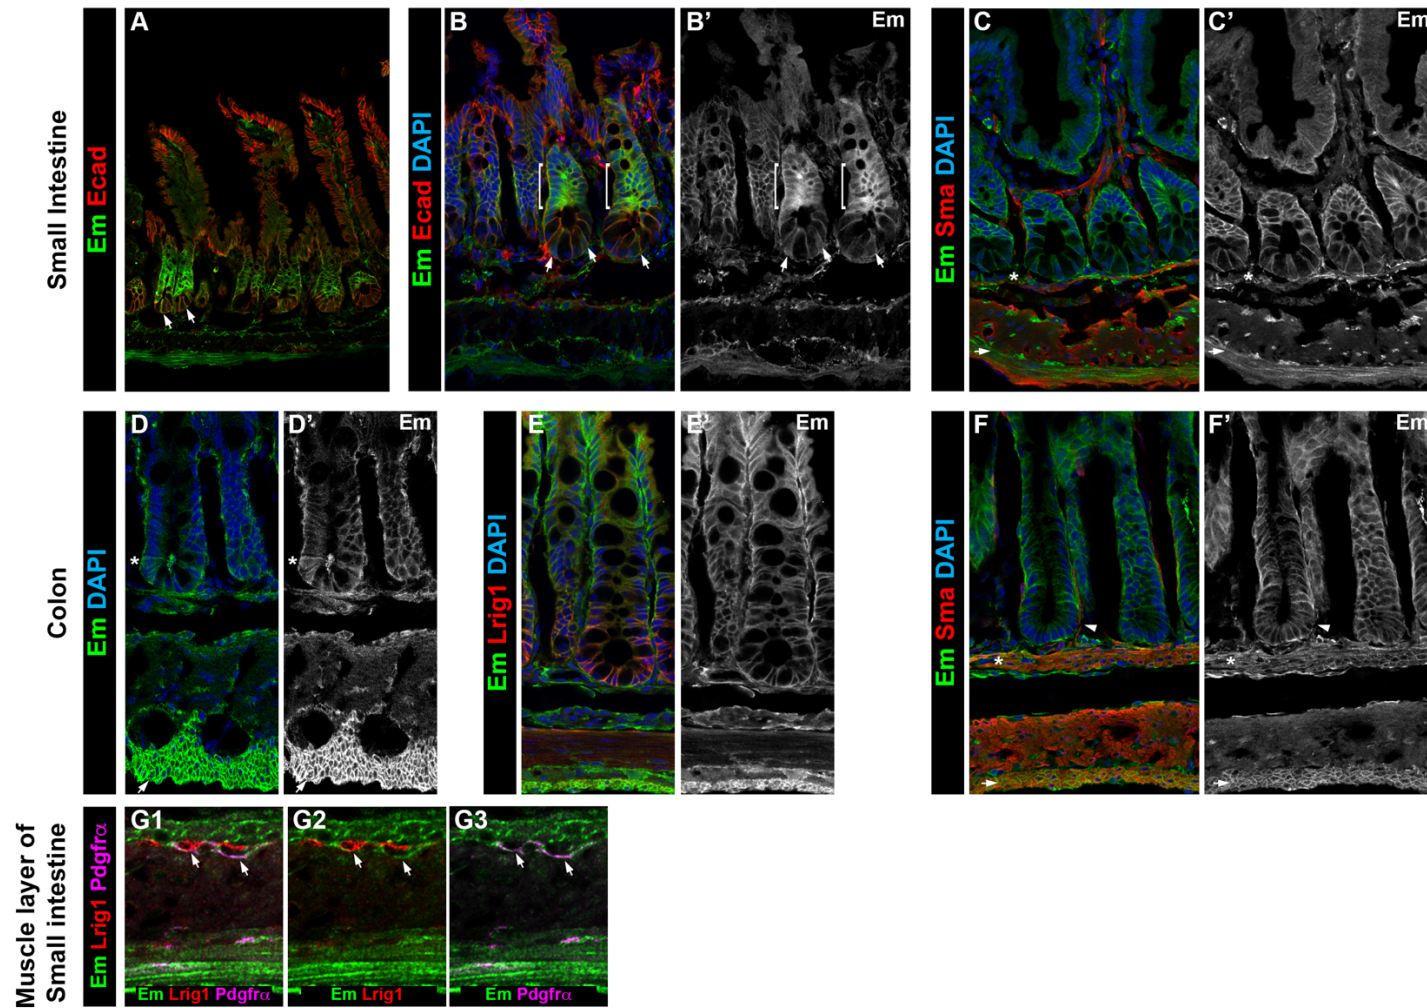 Small Intestine
Em Ecad
A
Em Ecad DAPI
B
B’ Em
Em Sma DAPI
C
C’ Em
Colon
Em DAPI
D
*
D’ Em
*
Em Lrig1 DAPI
E
E’ Em
Em Sma DAPI
F
*
F’ Em
*
Muscle layer of
Small intestine
Em Lrig1 Pdgfrα
G1
Em Lrig1 Pdgfrα
G2
Em Lrig1
G3
Em Pdgfrα